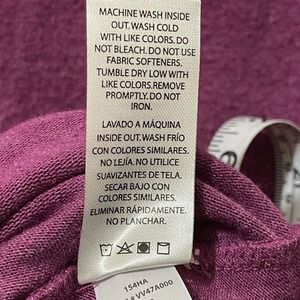 MACHINE WASH INSIDE
OUT. WASH COLD
WITH LIKE COLORS. DO
NOT BLEACH. DO NOT USE
FABRIC SOFTENERS.
TUMBLE DRY LOW WITH
LIKE COLORS.REMOVE
PROMPTLY. DO NOT
IRON.
LAVADO A MÁQUINA
INSIDE OUT. WASH FRÍO
CON COLORES SIMILARES.
NO LEJÍA. NO UTILICE
SUAVIZANTES DE TELA.
SECAR BAJO CON
COLORES SIMILARES.
ELIMINAR RÁPIDAMENTE.
NO PLANCHAR.
154HA
VV47A000